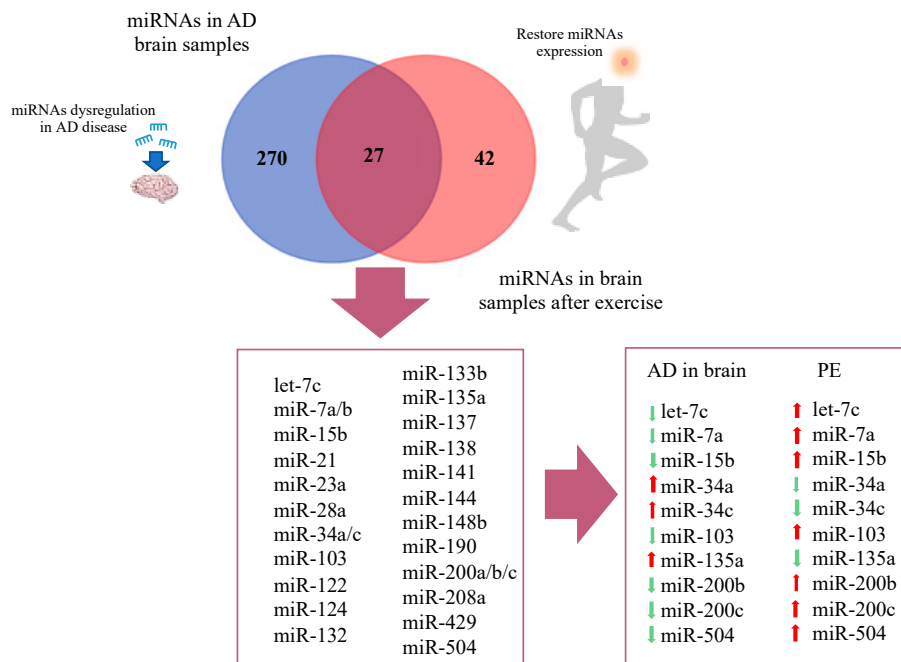 miRNAs in AD
brain samples
Restore miRNAs
expression
miRNAs dysregulation
in AD disease
270
27
42
miRNAs in brain
samples after exercise
let-7c
miR-7a/b
miR-15b
miR-21
miR-23a
miR-28a
miR-34a/c
miR-103
miR-122
miR-124
miR-132
miR-133b
miR-135a
miR-137
miR-138
miR-141
miR-144
miR-148b
miR-190
miR-200a/b/c
miR-208a
miR-429
miR-504
AD in brain
let-7c
miR-7a
miR-15b
miR-34a
miR-34c
miR-103
miR-135a
miR-200b
miR-200c
miR-504
PE
let-7c
miR-7a
miR-15b
miR-34a
miR-34c
miR-103
miR-135a
miR-200b
miR-200c
miR-504